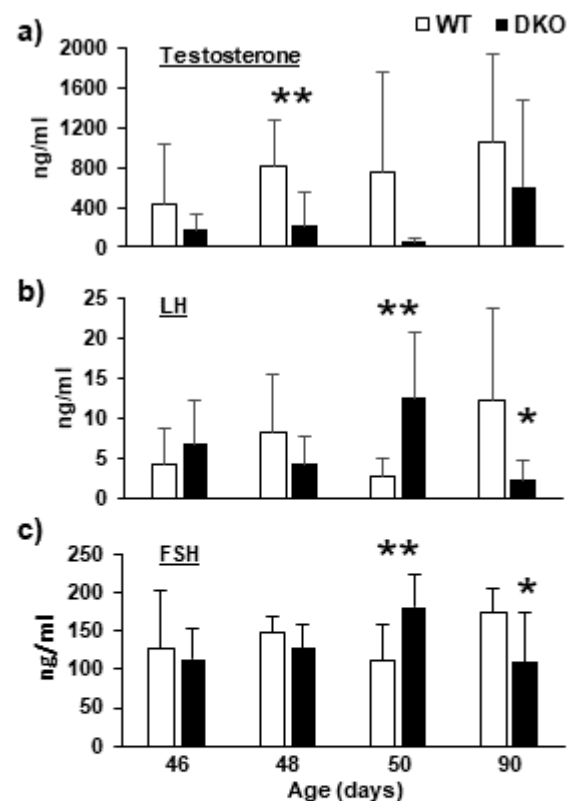 a) □ WT ■ DKO
Testosterone
2000
1600
1200
800
400
0
ng/ml
**
b)
LH
25
20
15
10
5
0
ng/ml
**
*
c)
FSH
250
200
150
100
50
0
ng/ml
**
*
46 48 50 90
Age (days)